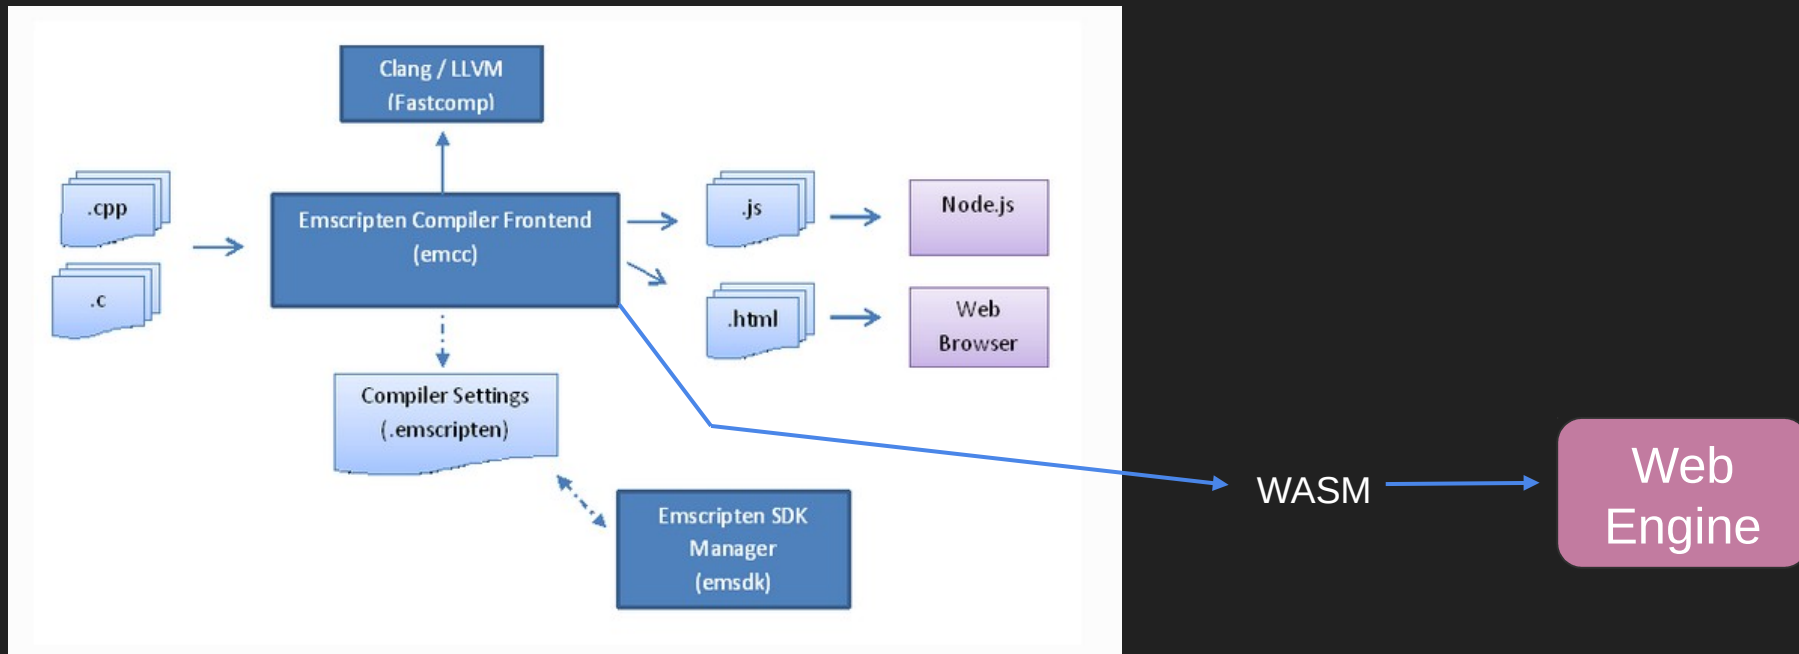 Clang / LLVM
(Fastcomp)
.cpp
.c
Emscripten Compiler Frontend
(emcc)
.js
Node.js
.html
Web
Browser
Compiler Settings
(.emscripten)
Emscripten SDK
Manager
(emsdk)
WASM
Web
Engine